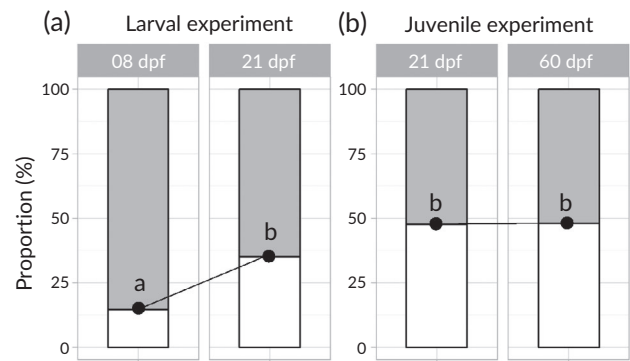 (a) Larval experiment
08 dpf 21 dpf
Proportion (%)
100
75
50
25
0
a
b
(b) Juvenile experiment
21 dpf 60 dpf
100
75
50
25
0
b
b